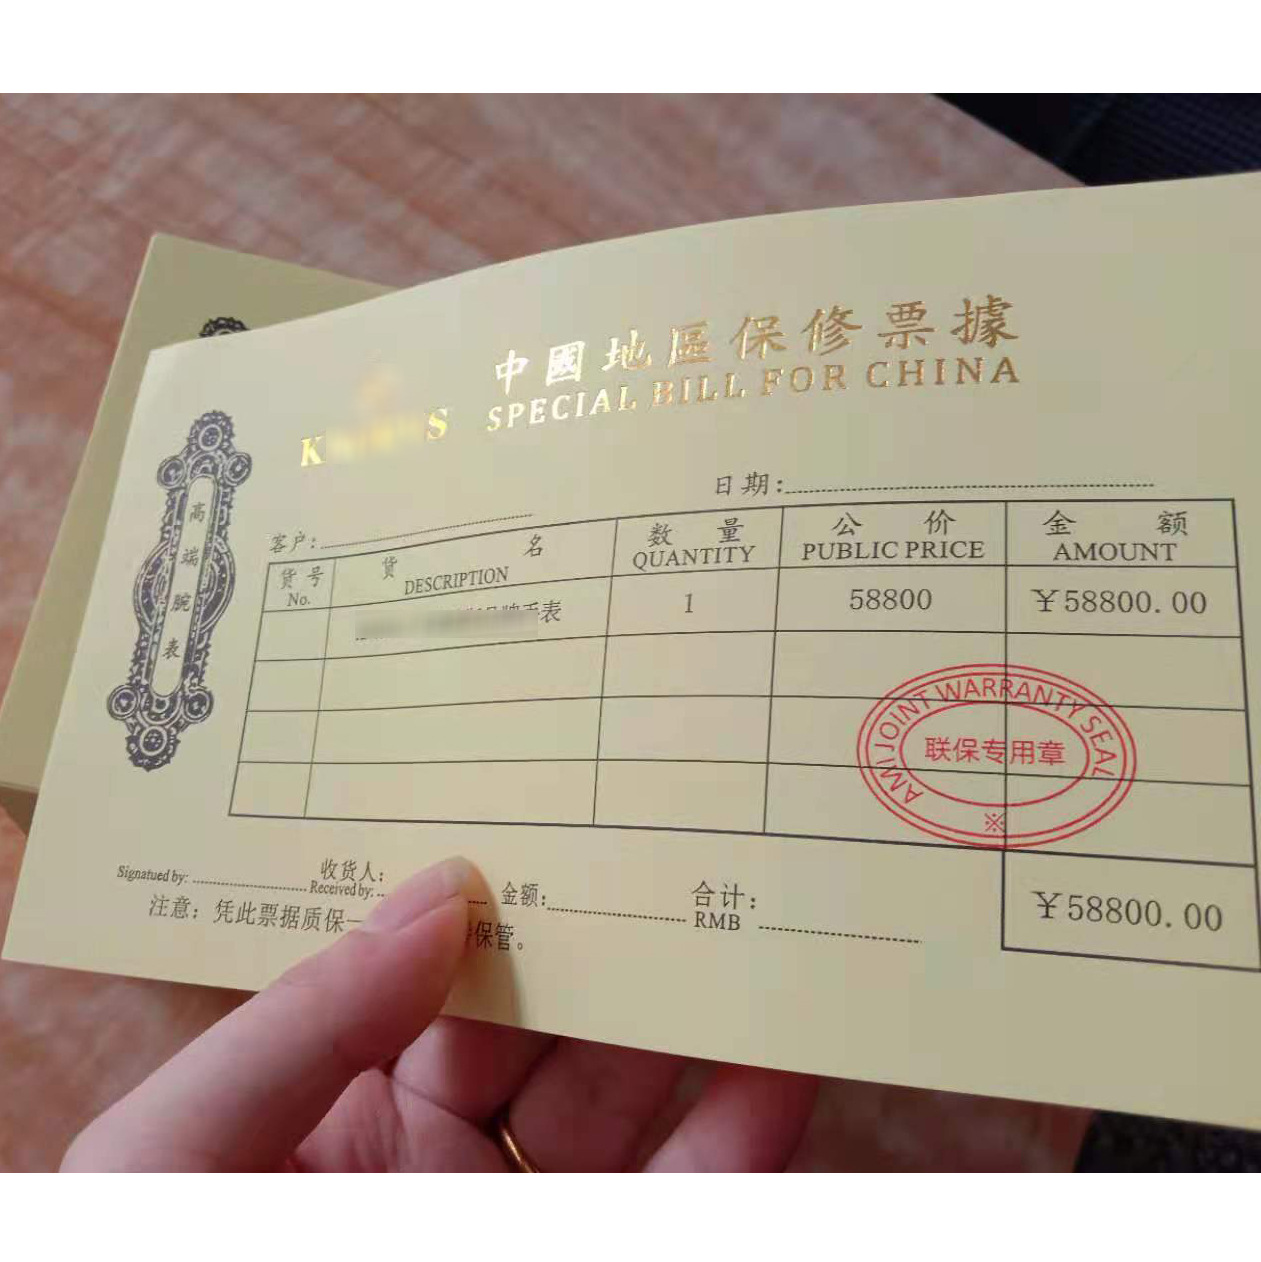 中國地區保修票據
K S SPECIAL BILL FOR CHINA
高端腕表
日期:
客户:
货号 货名 数量 公价 金额
No. DESCRIPTION QUANTITY PUBLIC PRICE AMOUNT
手表 1 58800 ￥58800.00
AMI JOINT WARRANTY SEAL
联保专用章
※
收货人: 金额: 合计:
Signatued by: Received by: RMB
￥58800.00
注意：凭此票据质保一 保管。